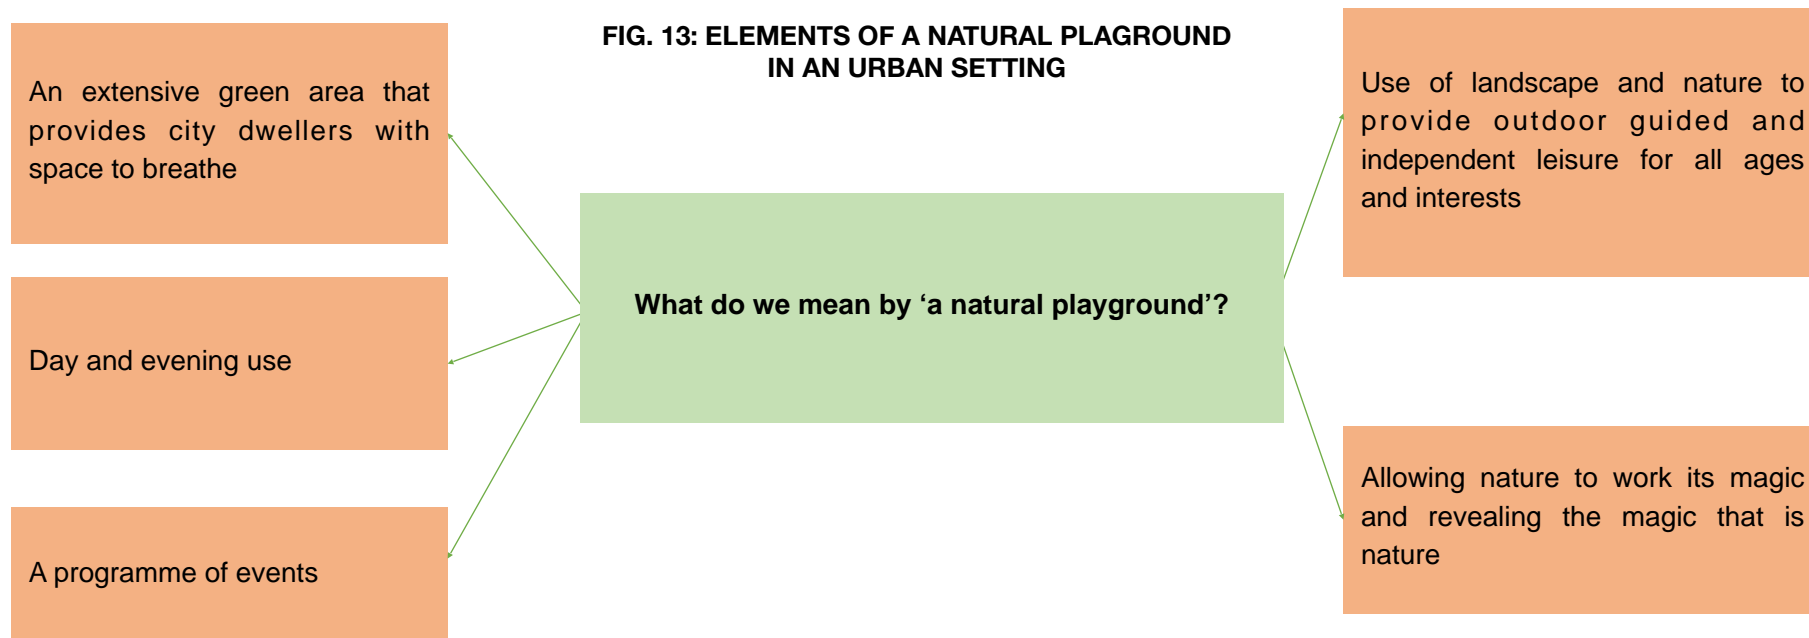 FIG. 13: ELEMENTS OF A NATURAL PLAGROUND
IN AN URBAN SETTING
An extensive green area that
provides city dwellers with
space to breathe
Day and evening use
A programme of events
What do we mean by ‘a natural playground’?
Use of landscape and nature to
provide outdoor guided and
independent leisure for all ages
and interests
Allowing nature to work its magic
and revealing the magic that is
nature